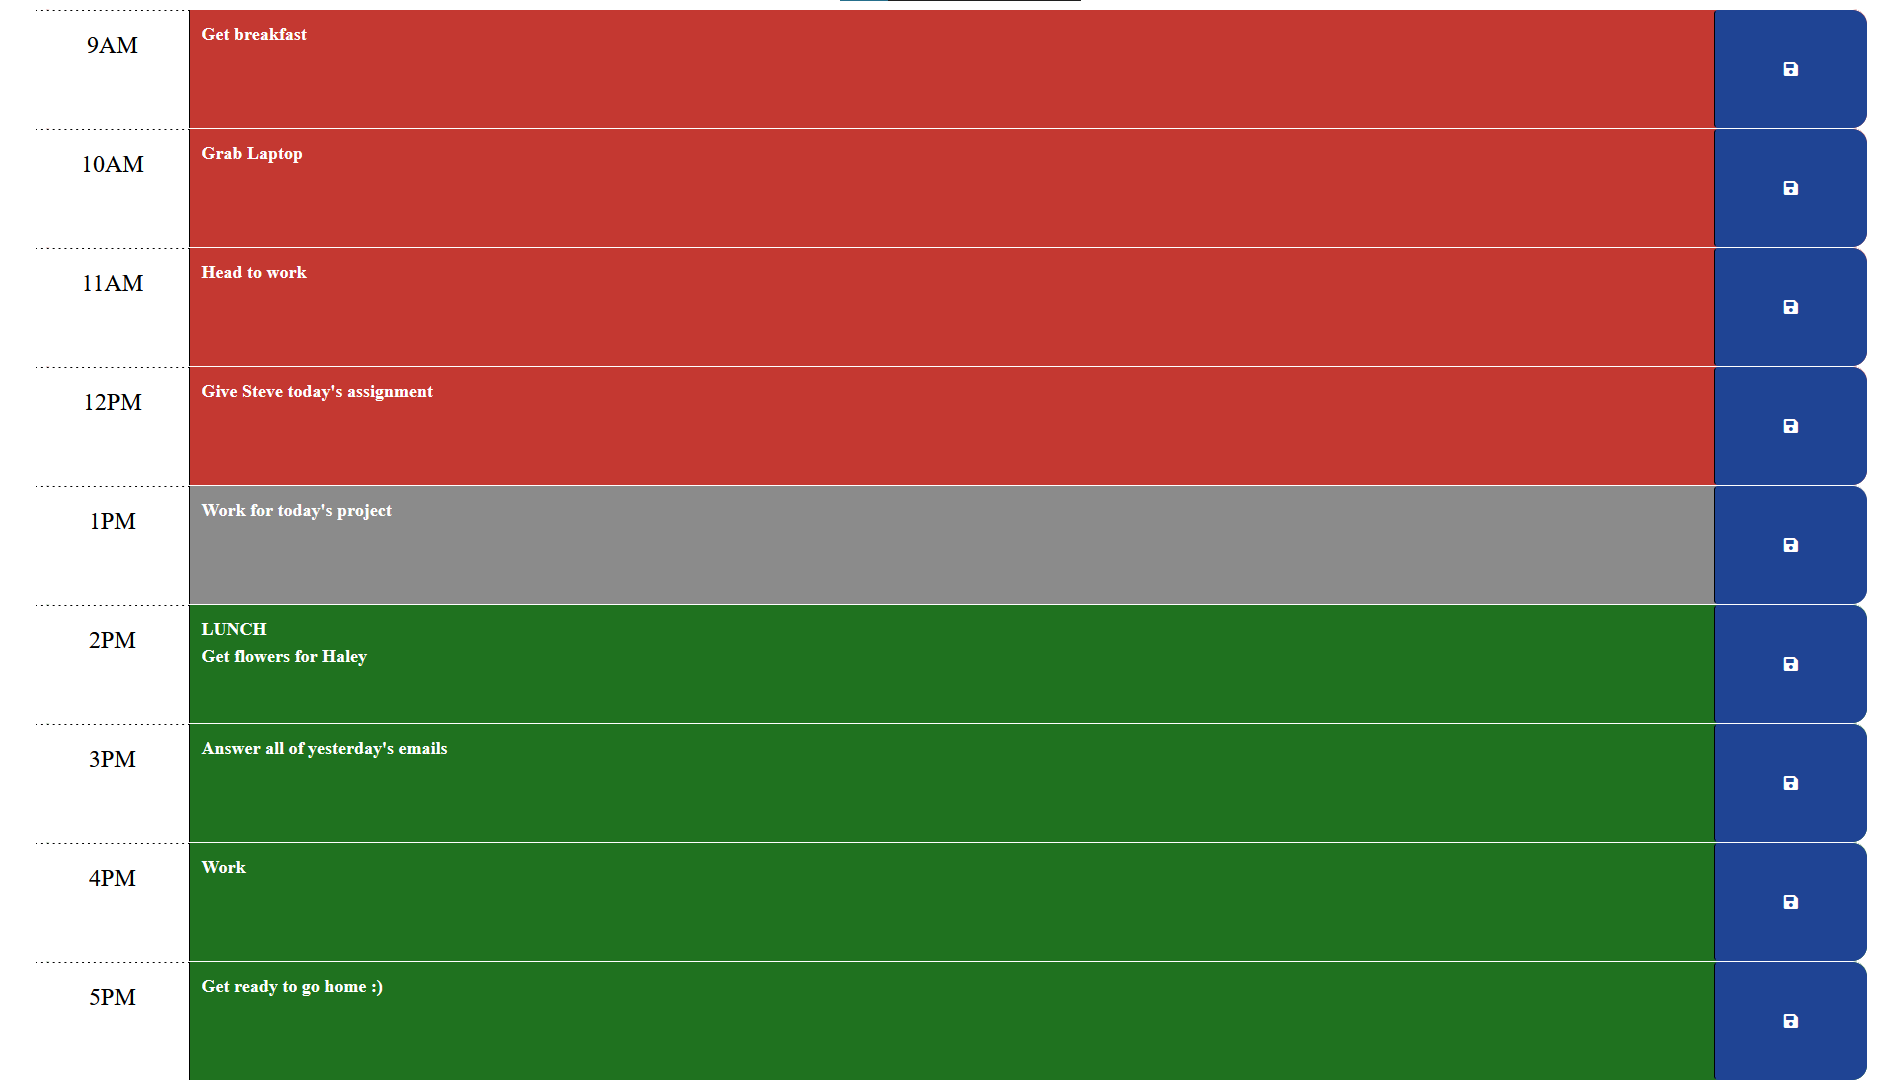 9AM
Get breakfast
10AM
Grab Laptop
11AM
Head to work
12PM
Give Steve today's assignment
1PM
Work for today's project
2PM
LUNCH
Get flowers for Haley
3PM
Answer all of yesterday's emails
4PM
Work
5PM
Get ready to go home :)